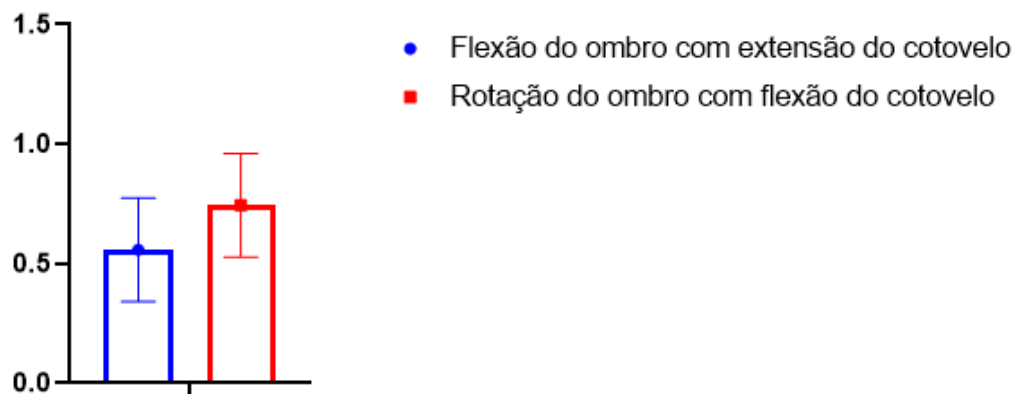 1.5
Flexão do ombro com extensão do cotovelo
Rotação do ombro com flexão do cotovelo
1.0
0.5
0.0